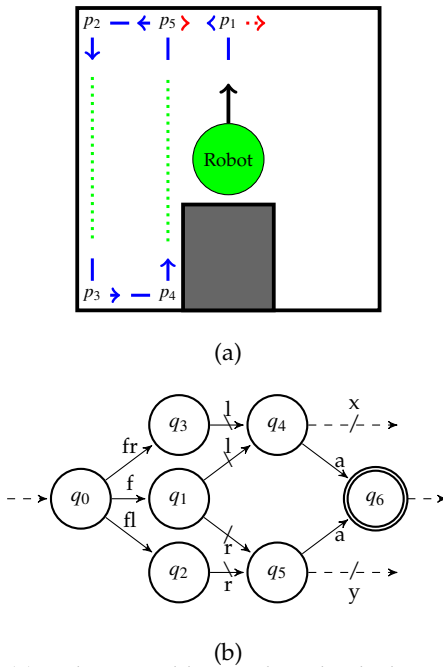 p2 p5 p1
Robot
p3 p4
(a)
q3 l q4 x
fr l a
q0 f q1 q6
fl r a
q2 r q5 y
(b)